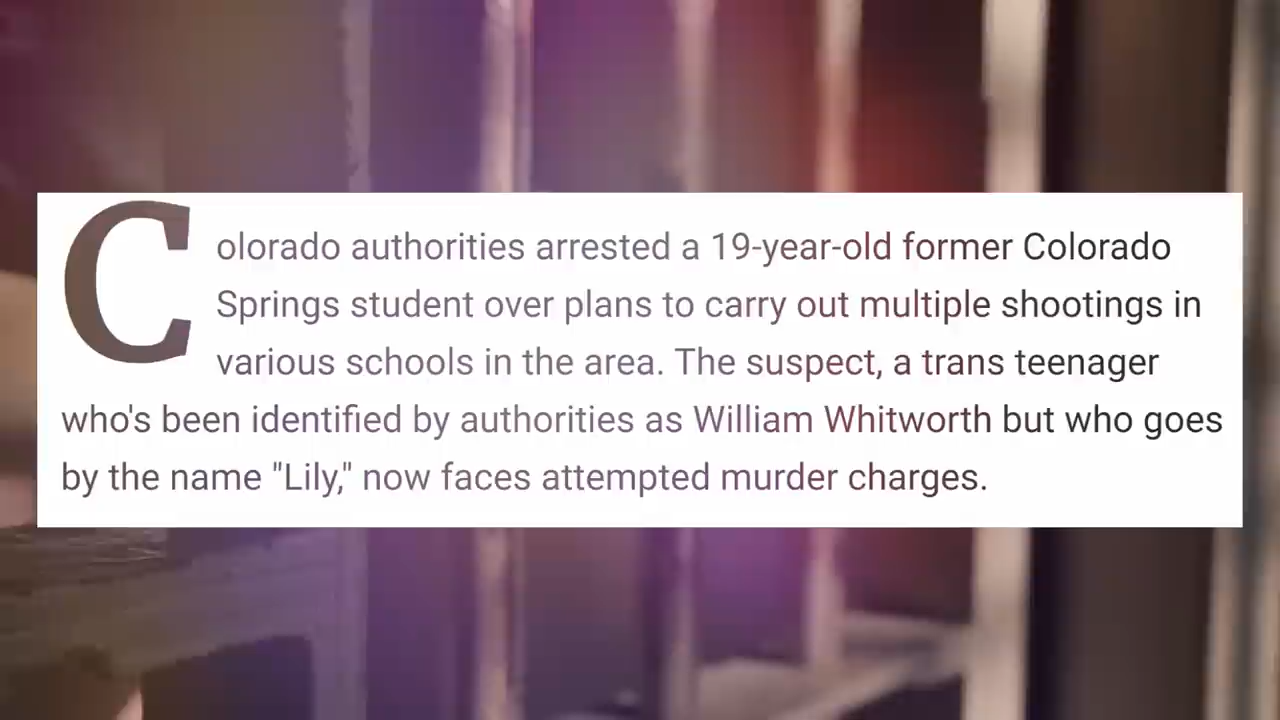 Colorado authorities arrested a 19-year-old former Colorado
Springs student over plans to carry out multiple shootings in
various schools in the area. The suspect, a trans teenager
who's been identified by authorities as William Whitworth but who goes
by the name "Lily," now faces attempted murder charges.